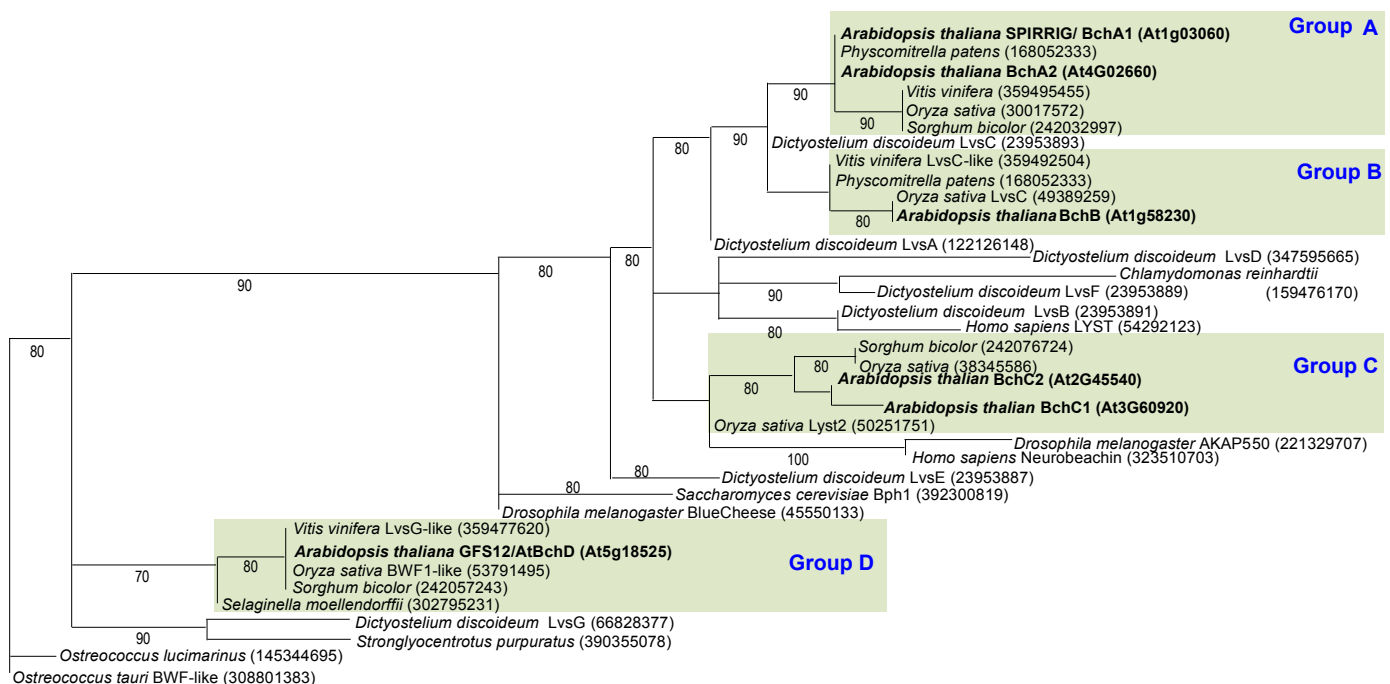 Group A
Arabidopsis thaliana SPIRRIG/ BchA1 (At1g03060)
Physcomitrella patens (168052333)
Arabidopsis thaliana BchA2 (At4G02660)
90
Vitis vinifera (359495455)
Oryza sativa (30017572)
90
Sorghum bicolor (242032997)
90
80
Dictyostelium discoideum LvsC (23953893)
Vitis vinifera LvsC-like (359492504)
Group B
Physcomitrella patens (168052333)
Oryza sativa LvsC (49389259)
80
Arabidopsis thaliana BchB (At1g58230)
Dictyostelium discoideum LvsA (122126148)
Dictyostelium discoideum LvsD (347595665)
80
80
Chlamydomonas reinhardtii
90
90
Dictyostelium discoideum LvsF (23953889)
(159476170)
Dictyostelium discoideum LvsB (23953891)
80
Homo sapiens LYST (54292123)
80
Sorghum bicolor (242076724)
80
Oryza sativa (38345586)
Group C
80
Arabidopsis thalian BchC2 (At2G45540)
Arabidopsis thalian BchC1 (At3G60920)
Oryza sativa Lyst2 (50251751)
Drosophila melanogaster AKAP550 (221329707)
100
Homo sapiens Neurobeachin (323510703)
80
Dictyostelium discoideum LvsE (23953887)
80
Saccharomyces cerevisiae Bph1 (392300819)
Drosophila melanogaster BlueCheese (45550133)
Vitis vinifera LvsG-like (359477620)
Arabidopsis thaliana GFS12/AtBchD (At5g18525)
Group D
70
80
Oryza sativa BWF1-like (53791495)
Sorghum bicolor (242057243)
Selaginella moellendorffii (302795231)
Dictyostelium discoideum LvsG (66828377)
90
Stronglyocentrotus purpuratus (390355078)
Ostreococcus lucimarinus (145344695)
Ostreococcus tauri BWF-like (308801383)